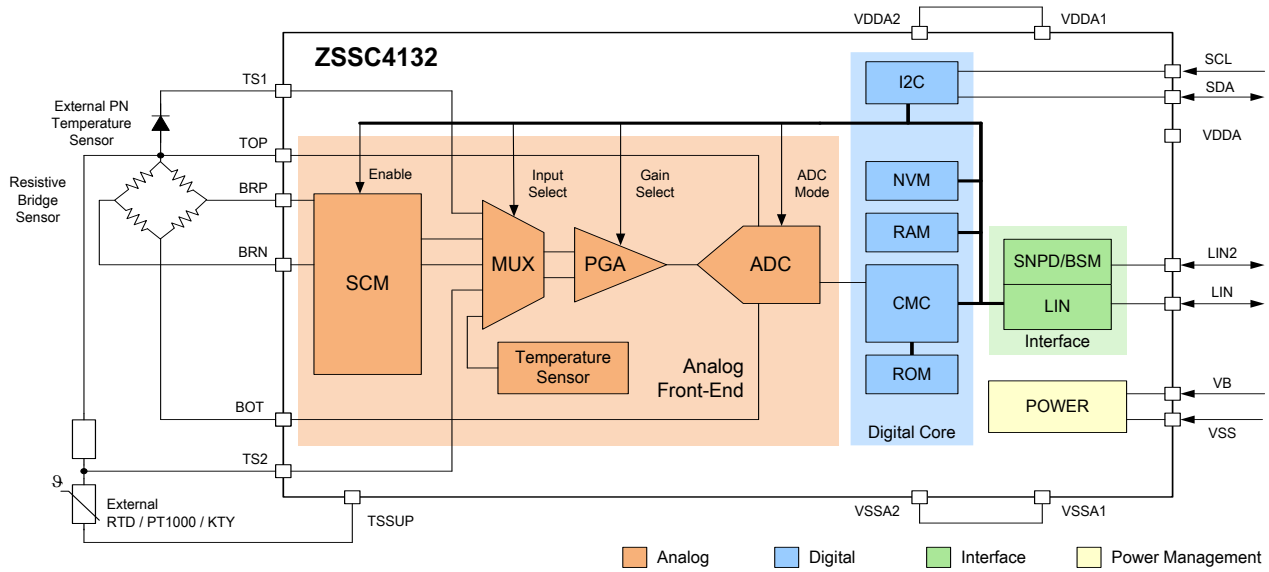 VDDA2
VDDA1
ZSSC4132
TS1
SCL
I2C
SDA
External PN
Temperature
Sensor
TOP
VDDA
Enable
Input
Select
Gain
Select
ADC
Mode
NVM
Resistive
Bridge
Sensor
BRP
RAM
BRN
SCM
MUX
PGA
ADC
SNPD/BSM
LIN2
CMC
LIN
LIN
Interface
Temperature
Sensor
Analog
Front-End
ROM
BOT
POWER
VB
Digital Core
VSS
TS2
ϑ
External
RTD / PT1000 / KTY
TSSUP
VSSA2
VSSA1
Analog
Digital
Interface
Power Management